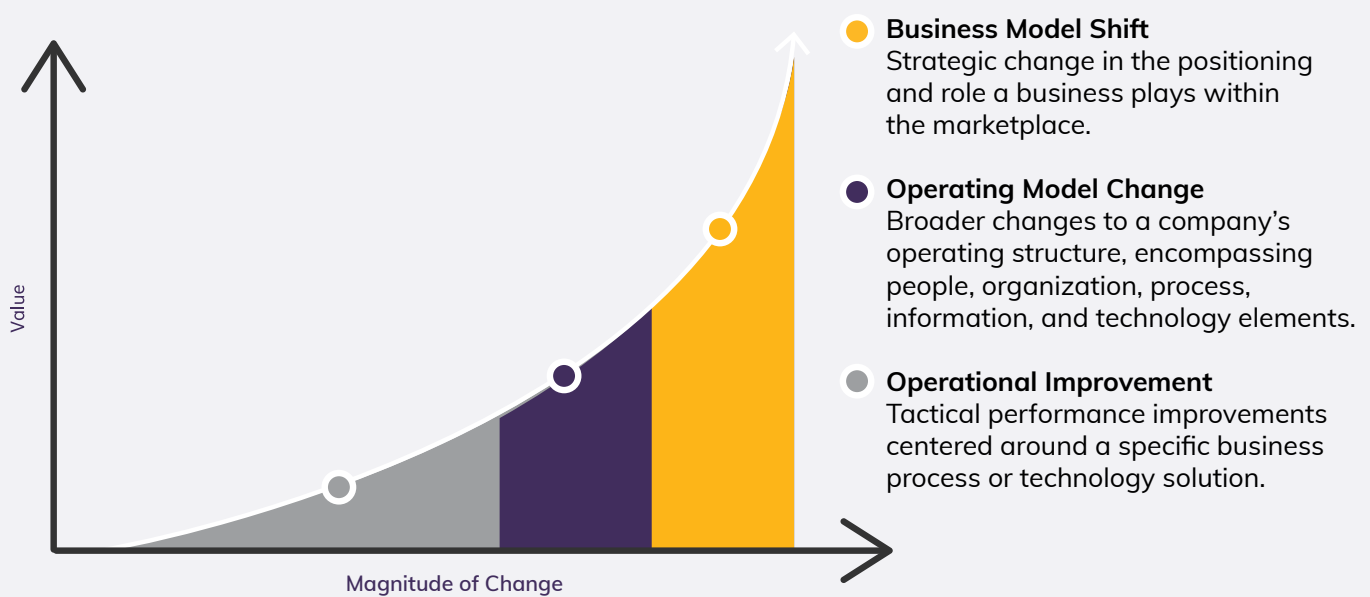 Value
Magnitude of Change
Business Model Shift
Strategic change in the positioning
and role a business plays within
the marketplace.
Operating Model Change
Broader changes to a company’s
operating structure, encompassing
people, organization, process,
information, and technology elements.
Operational Improvement
Tactical performance improvements
centered around a specific business
process or technology solution.